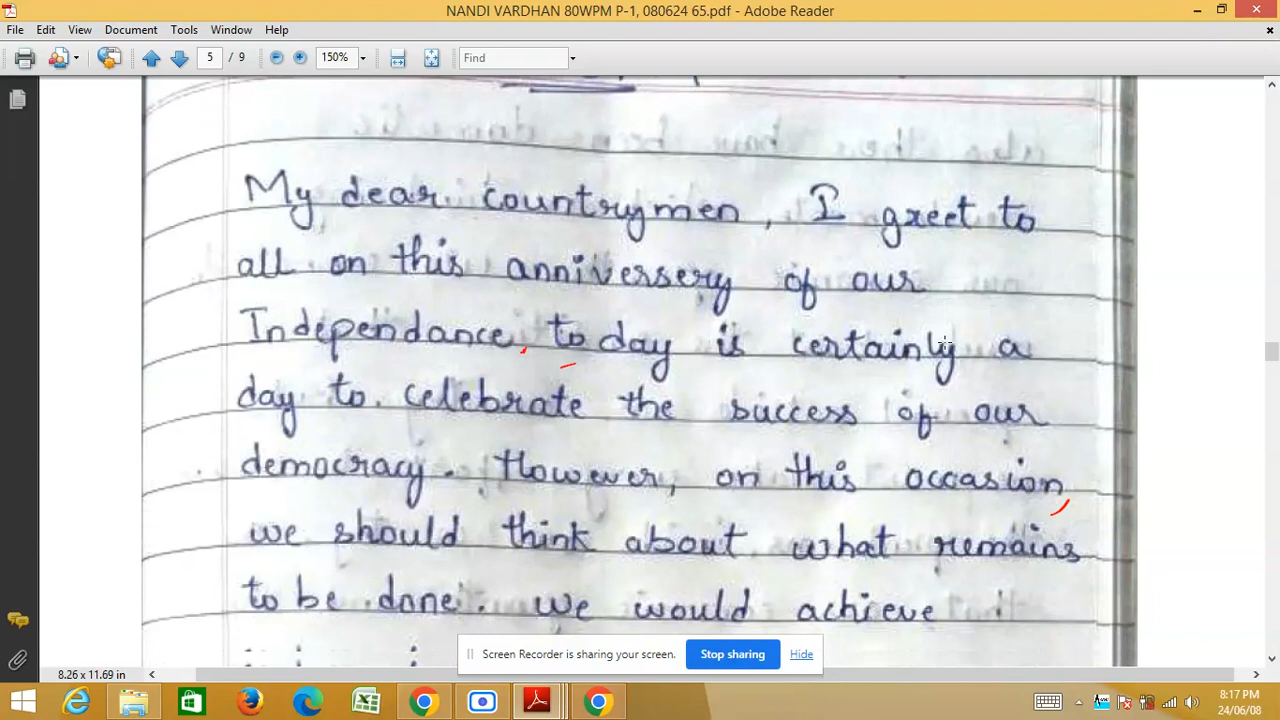 NANDI VARDHAN 80WPM P-1, 080624 65.pdf - Adobe Reader
File Edit View Document Tools Window Help
5 / 9 150% Find
My dear countrymen, I greet to
all on this anniversery of our
Independance, today is certainly a
day to celebrate the success of our
democracy. However, on this occasion,
we should think about what remains
to be done. We would achieve
Screen Recorder is sharing your screen. Stop sharing Hide
8.26 x 11.69 in
8:17 PM
24/06/08